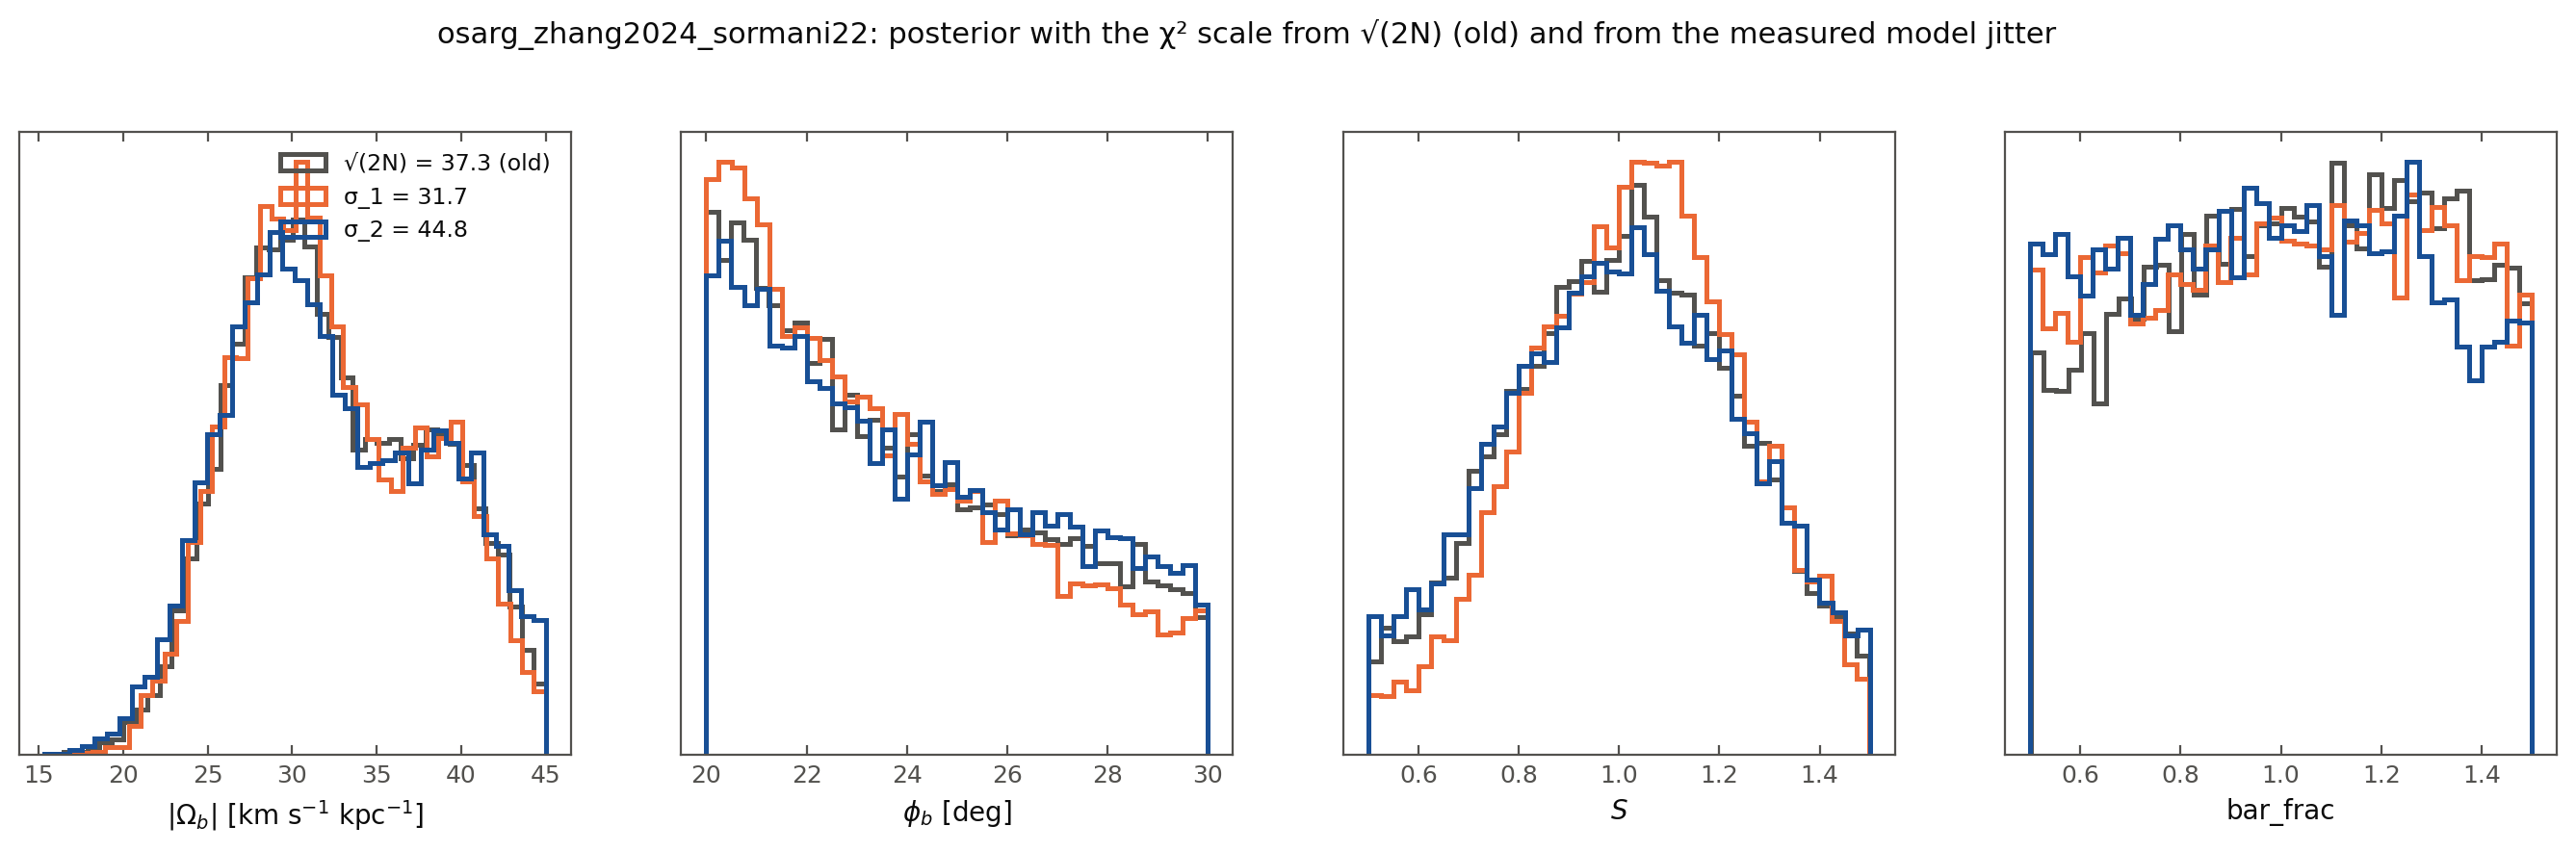 osarg_zhang2024_sormani22: posterior with the χ² scale from √(2N) (old) and from the measured model jitter
√(2N) = 37.3 (old)
σ_1 = 31.7
σ_2 = 44.8
15 20 25 30 35 40 45
|Ω_b| [km s⁻¹ kpc⁻¹]
20 22 24 26 28 30
ϕ_b [deg]
0.6 0.8 1.0 1.2 1.4
S
0.6 0.8 1.0 1.2 1.4
bar_frac